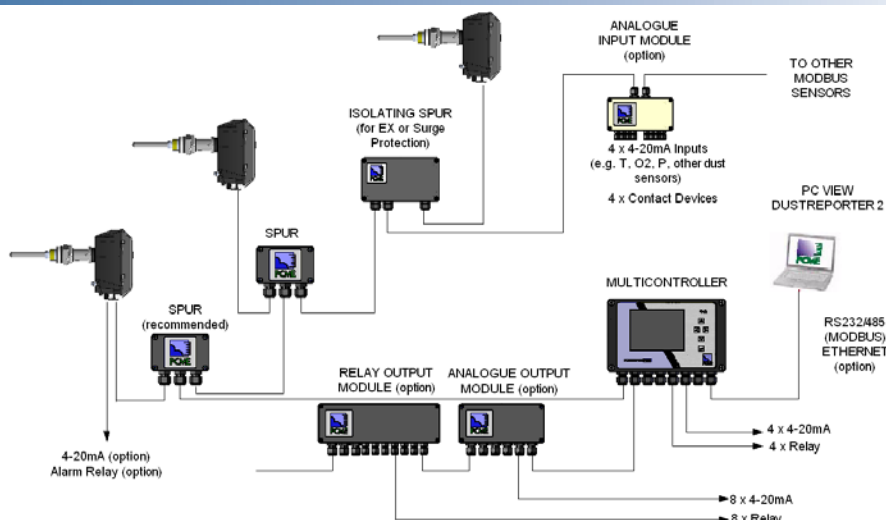 ANALOGUE
INPUT MODULE
(option)
TO OTHER
MODBUS
SENSORS
ISOLATING SPUR
(for EX or Surge
Protection)
4 x 4-20mA Inputs
(e.g. T, O2, P, other dust
sensors)
4 x Contact Devices
PC VIEW
DUSTREPORTER 2
SPUR
PCME
MULTICONTROLLER
SPUR
(recommended)
PCME
RS232/485
(MODBUS)
ETHERNET
(option)
RELAY OUTPUT
MODULE (option)
ANALOGUE OUTPUT
MODULE (option)
4 x 4-20mA
4 x Relay
4-20mA (option)
Alarm Relay (option)
8 x 4-20mA
8 x Relay